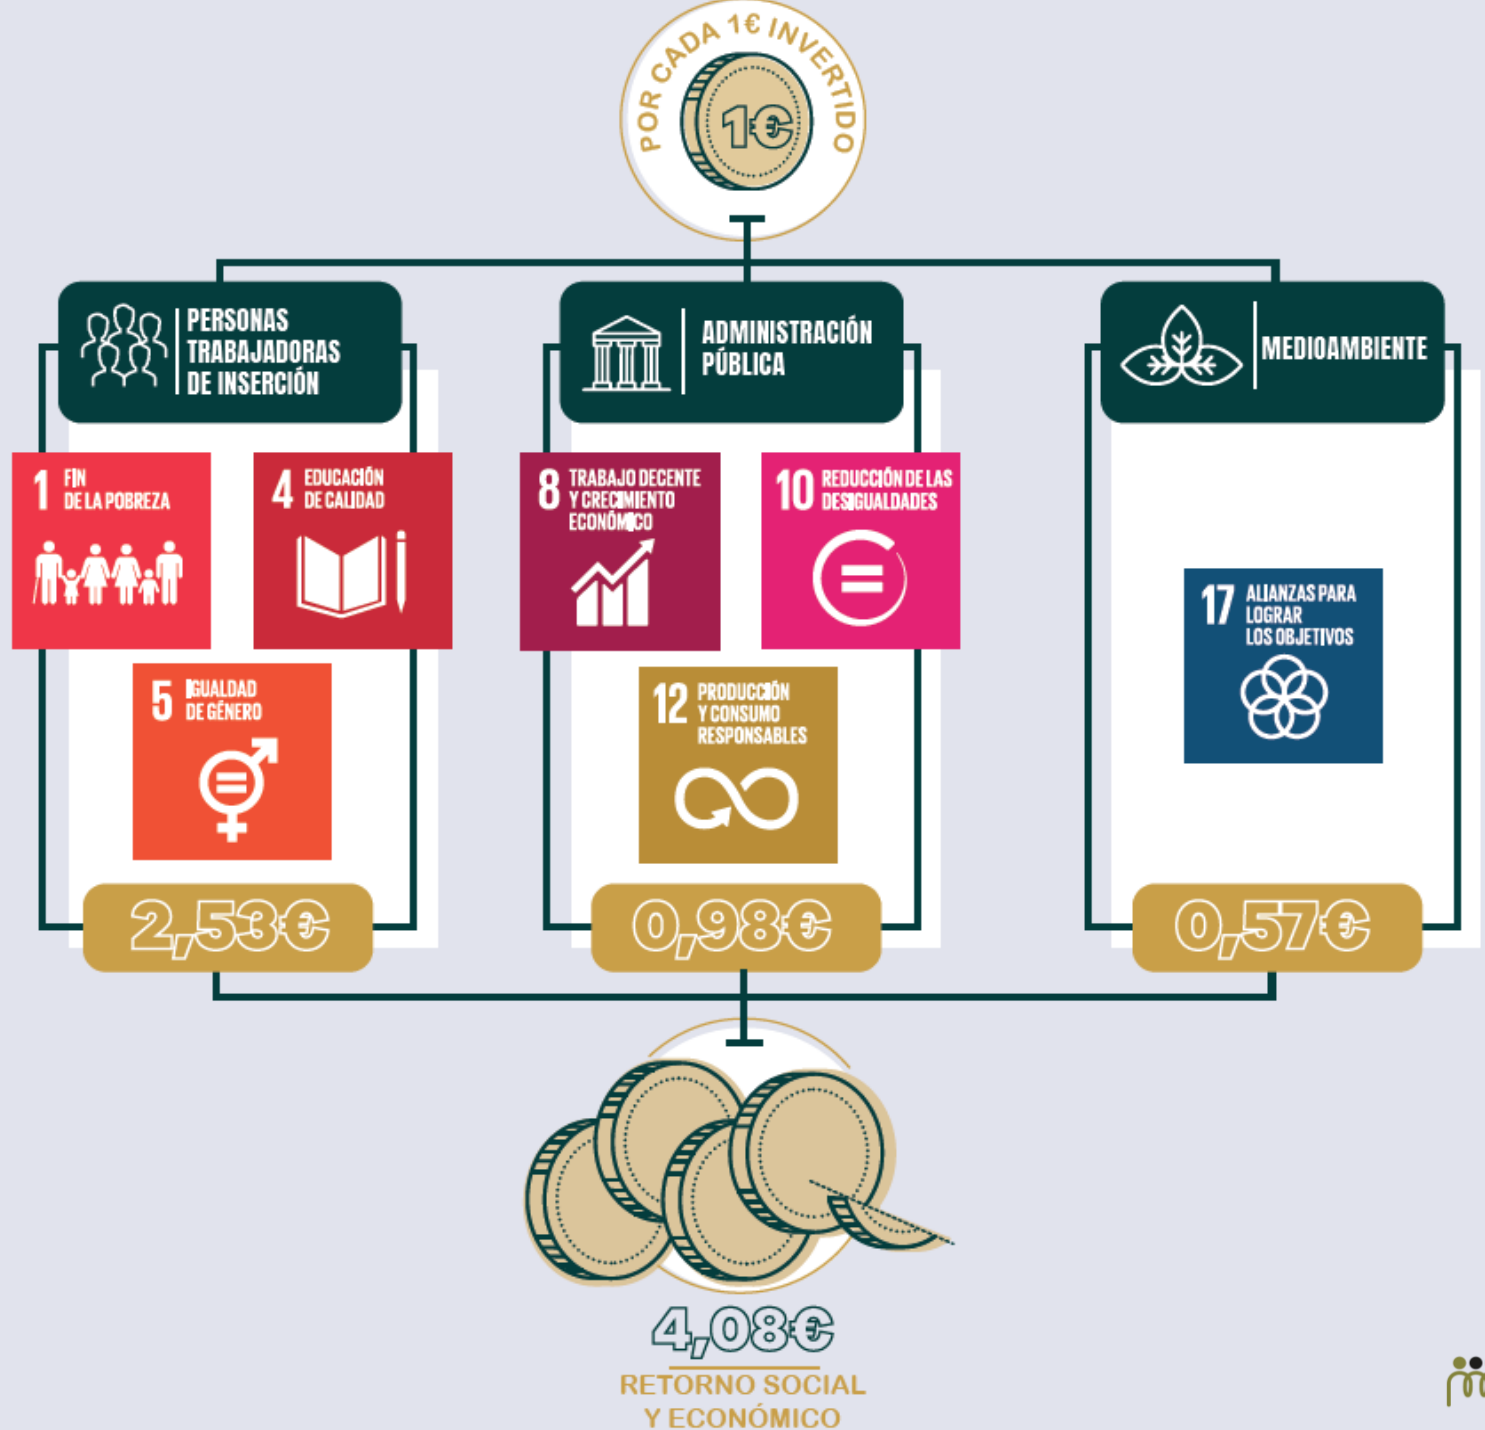 POR CADA 1€ INVERTIDO
1€
PERSONAS
TRABAJADORAS
DE INSERCIÓN
ADMINISTRACIÓN
PÚBLICA
MEDIOAMBIENTE
1 FIN
DE LA POBREZA
4 EDUCACIÓN
DE CALIDAD
5 IGUALDAD
DE GÉNERO
8 TRABAJO DECENTE
Y CRECIMIENTO
ECONÓMICO
10 REDUCCIÓN DE LAS
DESIGUALDADES
12 PRODUCCIÓN
Y CONSUMO
RESPONSABLES
17 ALIANZAS PARA
LOGRAR
LOS OBJETIVOS
2,53€
0,98€
0,57€
4,08€
RETORNO SOCIAL
Y ECONÓMICO